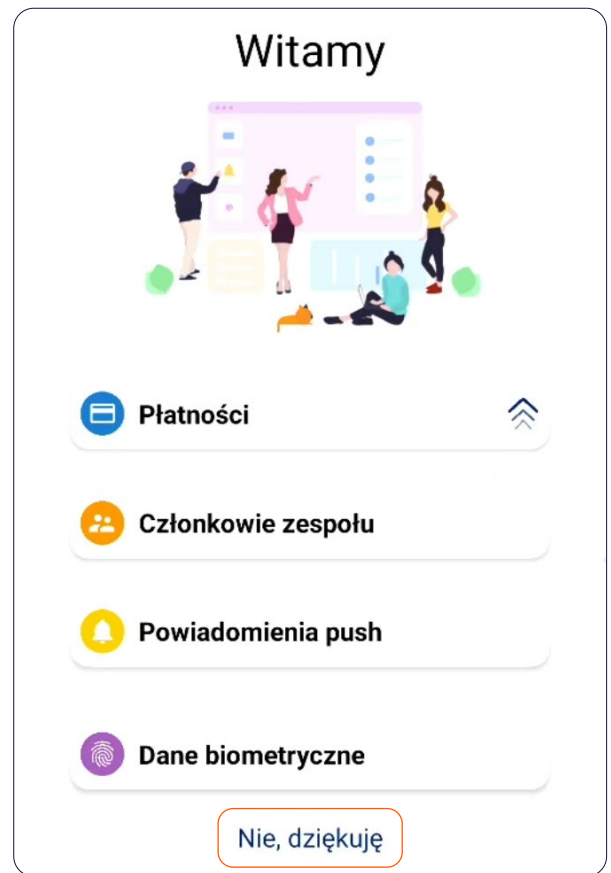 Witamy
Płatności
Członkowie zespołu
Powiadomienia push
Dane biometryczne
Nie, dziękuję